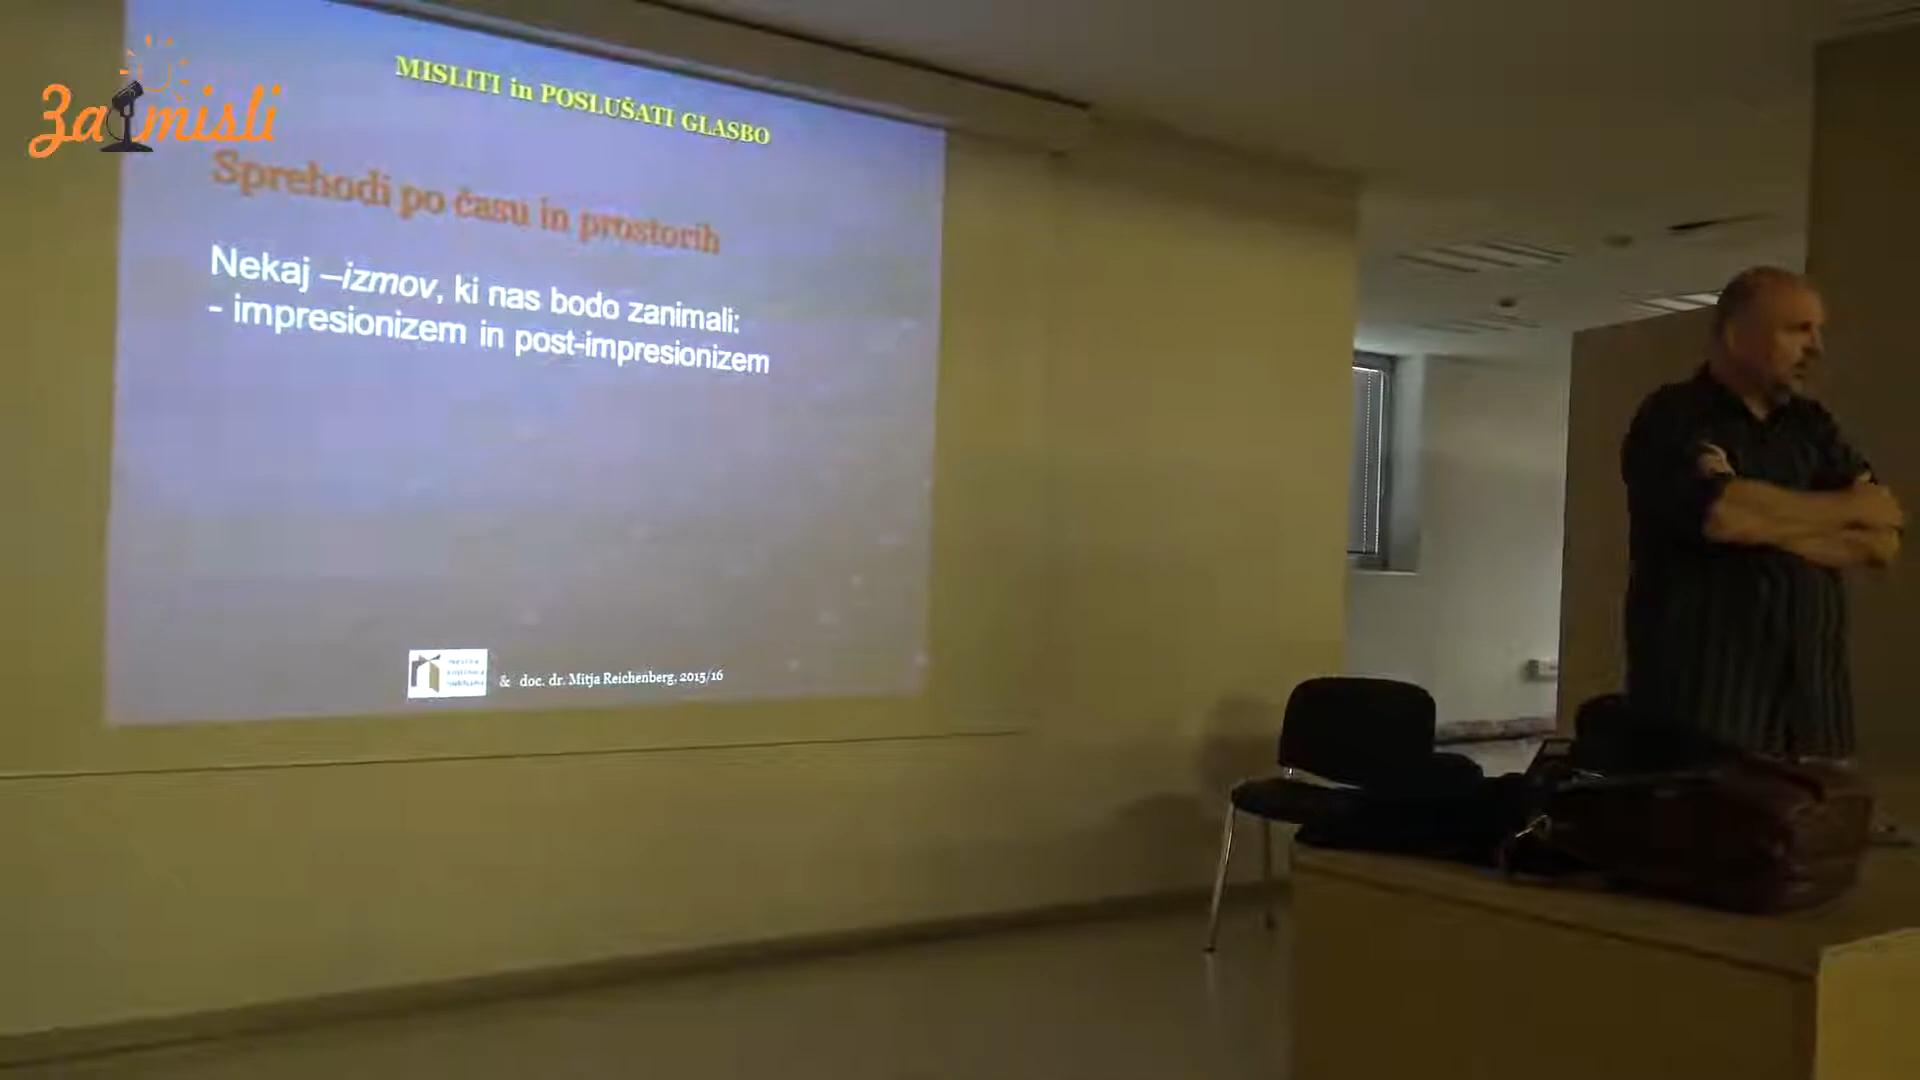 Zamisli
MISLITI in POSLUŠATI GLASBO
Sprehodi po času in prostorih
Nekaj –izmov, ki nas bodo zanimali:
- impresionizem in post-impresionizem
& doc. dr. Mitja Reichenberg, 2015/16